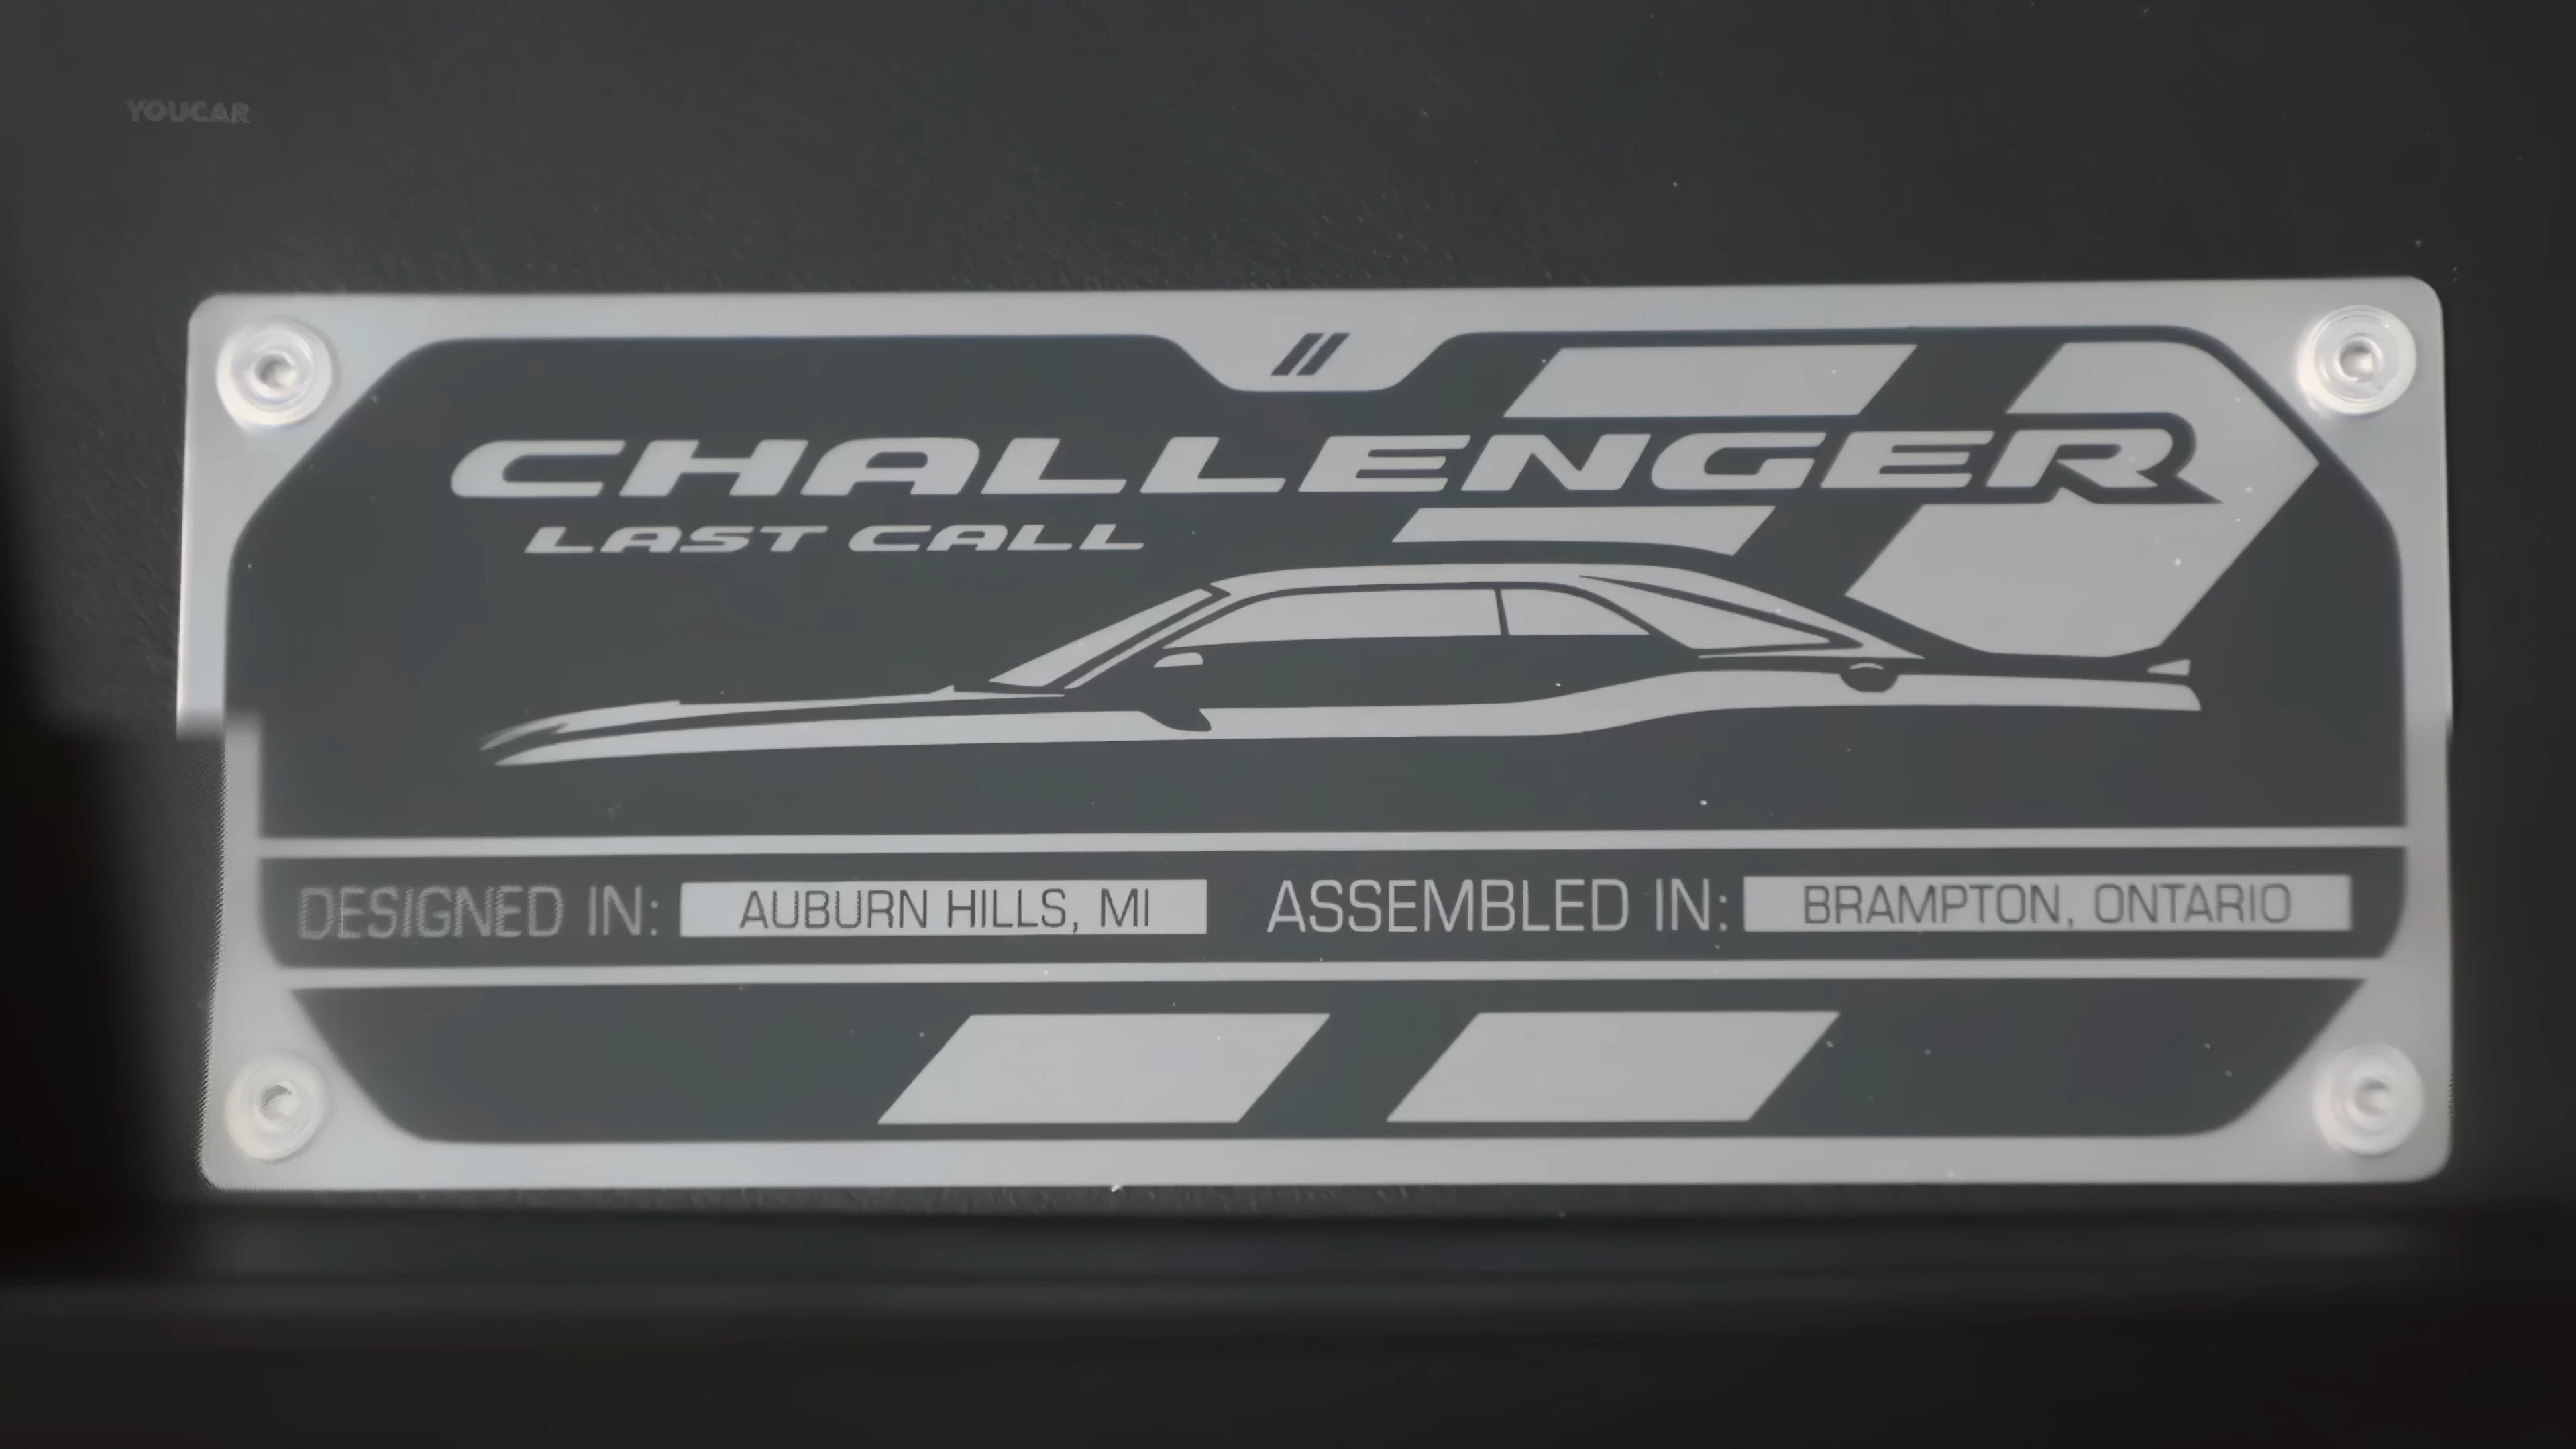 YOUCAR
CHALLENGER
LAST CALL
DESIGNED IN: AUBURN HILLS, MI ASSEMBLED IN: BRAMPTON, ONTARIO